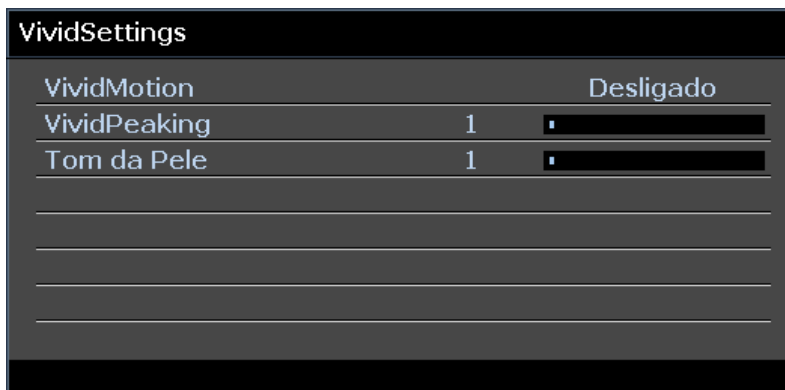 VividSettings
VividMotion Desligado
VividPeaking 1
Tom da Pele 1